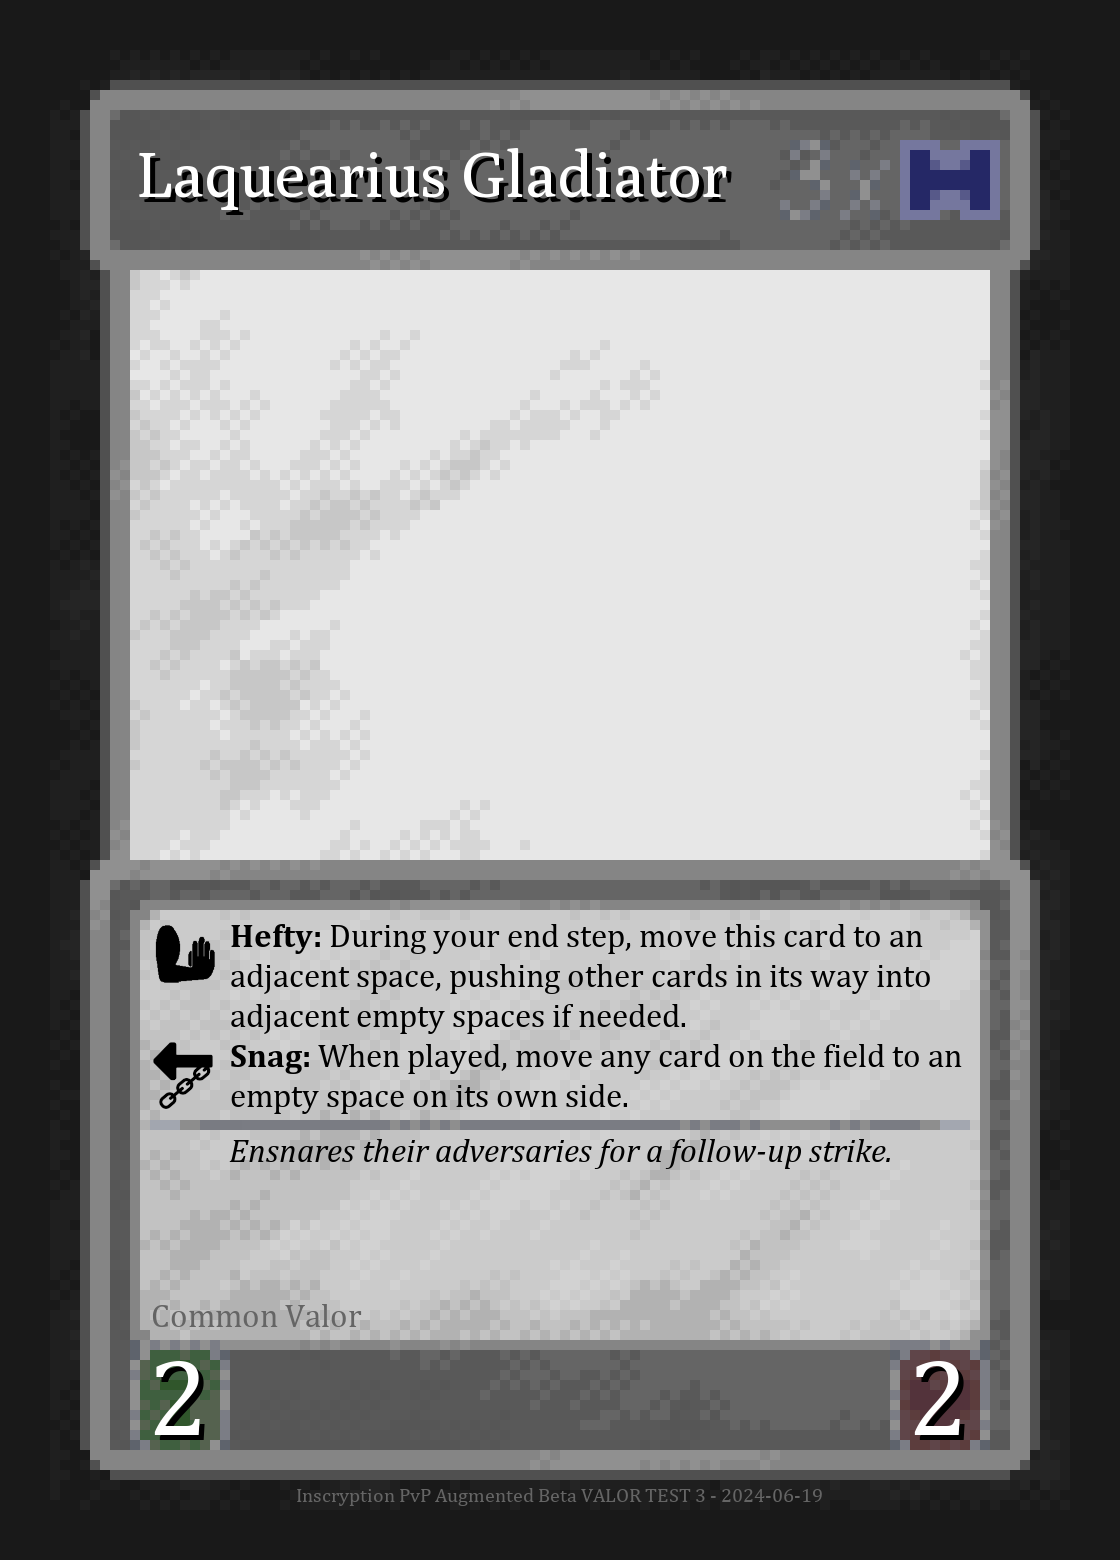 Laquearius Gladiator 3x
Hefty: During your end step, move this card to an
adjacent space, pushing other cards in its way into
adjacent empty spaces if needed.
Snag: When played, move any card on the field to an
empty space on its own side.
Ensnares their adversaries for a follow-up strike.
Common Valor
2 2
Inscryption PvP Augmented Beta VALOR TEST 3 - 2024-06-19